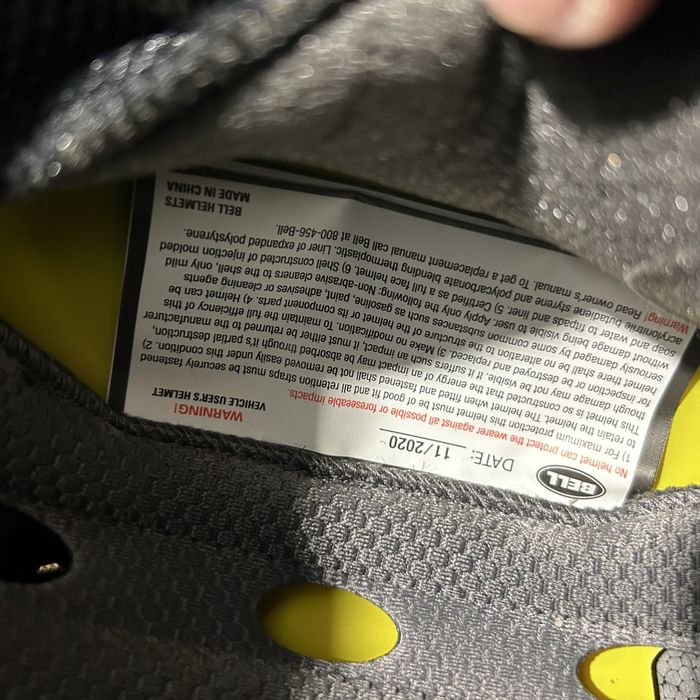 BELL
DATE: 11/2020
WARNING!
VEHICLE USER'S HELMET
No helmet can protect the wearer against all possible or foreseeable impacts.
1) For maximum protection this helmet must be of good fit and all retention straps must be securely fastened
to retain the helmet. The helmet when fitted and fastened shall not be removed easily under this condition. 2)
This helmet is so constructed that the energy of an impact may be absorbed through it's partial destruction,
though damage may not be visible. If it suffers such an impact, it must either be returned to the manufacturer
for inspection or destroyed and replaced. 3) Make no modification. To maintain the full efficiency of this
helmet there shall be no alteration to the structure of the helmet or its component parts. 4) Helmet can be
seriously damaged by some common substances such as gasoline, paint, adhesives or cleaning agents
without damage being visible to user. Apply only the following: Non-abrasive cleaners to the shell, only mild
soap and water to fitpads and liner. 5) Certified as a full face helmet. 5) Shell constructed of injection molded
acrylonitrile butadiene styrene and polycarbonate blending thermoplastic. Liner of expanded polystyrene.
Warning! Read owner's manual. To get a replacement manual call Bell at 800-456-Bell.
BELL HELMETS
MADE IN CHINA